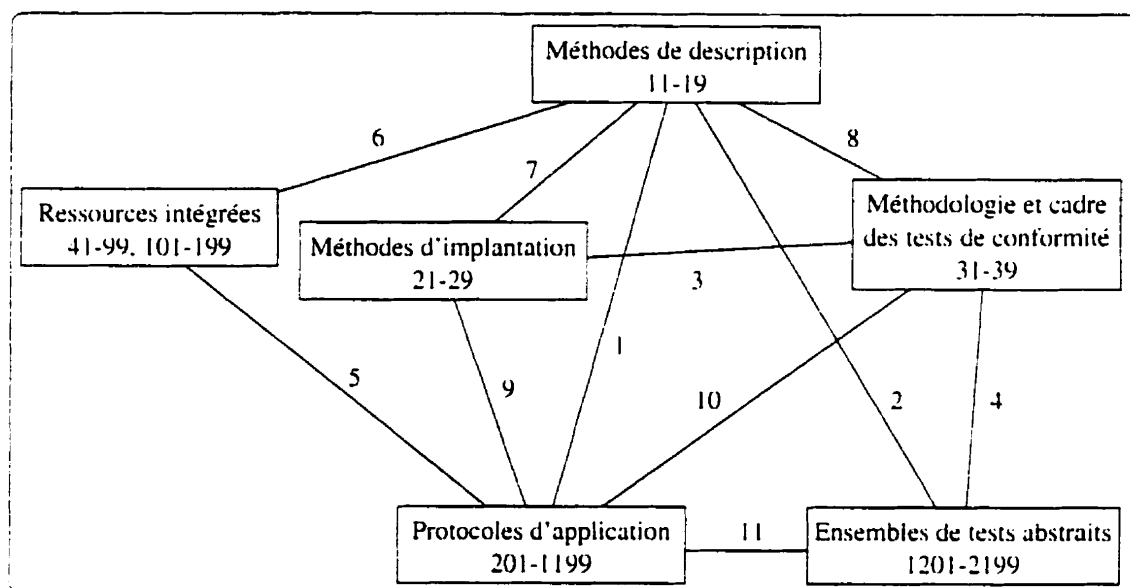 Méthodes de description
11-19
6
7
8
Ressources intégrées
41-99, 101-199
Méthodes d'implantation
21-29
Méthodologie et cadre
des tests de conformité
31-39
3
1
5
9
10
2
4
Protocoles d'application
201-1199
11
Ensembles de tests abstraits
1201-2199